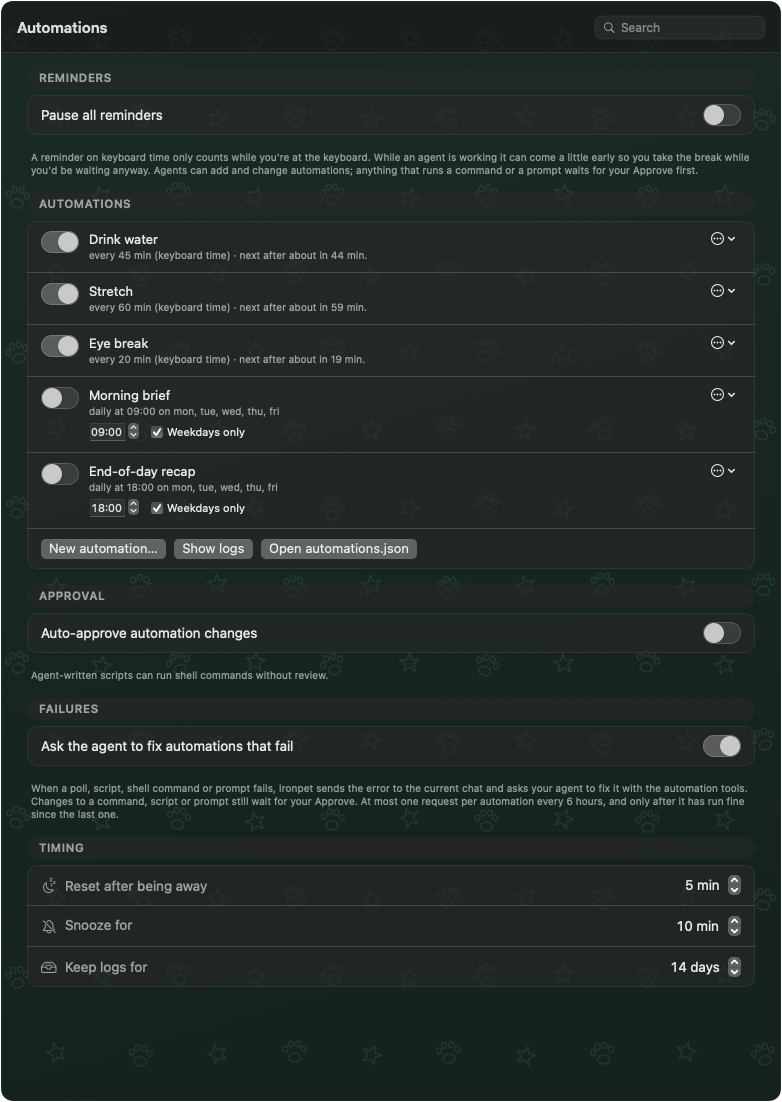 Automations
Search
REMINDERS
Pause all reminders
A reminder on keyboard time only counts while you're at the keyboard. While an agent is working it can come a little early so you take the break while
you'd be waiting anyway. Agents can add and change automations; anything that runs a command or a prompt waits for your Approve first.
AUTOMATIONS
Drink water
every 45 min (keyboard time) · next after about in 44 min.
Stretch
every 60 min (keyboard time) · next after about in 59 min.
Eye break
every 20 min (keyboard time) · next after about in 19 min.
Morning brief
daily at 09:00 on mon, tue, wed, thu, fri
09:00 Weekdays only
End-of-day recap
daily at 18:00 on mon, tue, wed, thu, fri
18:00 Weekdays only
New automation... Show logs Open automations.json
APPROVAL
Auto-approve automation changes
Agent-written scripts can run shell commands without review.
FAILURES
Ask the agent to fix automations that fail
When a poll, script, shell command or prompt fails, ironpet sends the error to the current chat and asks your agent to fix it with the automation tools.
Changes to a command, script or prompt still wait for your Approve. At most one request per automation every 6 hours, and only after it has run fine
since the last one.
TIMING
Reset after being away 5 min
Snooze for 10 min
Keep logs for 14 days